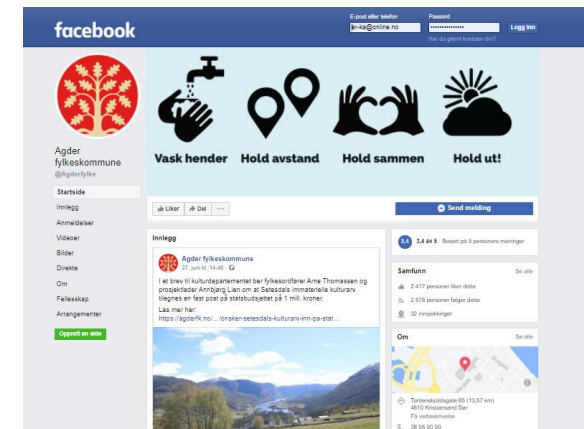 facebook
E-post eller telefon
Passord
jkr-ka@online.no
Logg inn
Har du glemt kontoen din?
Vask hender
Hold avstand
Hold sammen
Hold ut!
Agder
fylkeskommune
@Agderfylke
Startside
Innlegg
Anmeldelser
Videoer
Bilder
Direkte
Om
Fellesskap
Arrangementer
Opprett en side
Liker
Del
Send melding
Innlegg
Agder fylkeskommune
27. juni kl. 14:46
I et brev til kulturdepartementet ber fylkesordfører Arne Thomassen og
prosjektleder Annbjørg Lien om at Setesdals immaterielle kulturarv
tilegnes en fast post på statsbudsjettet på 1 mill. kroner.
Les mer her:
https://agderfk.no/.../onsker-setesdals-kulturarv-inn-pa-stat...
3,4
3,4 av 5 Basert på 5 personers meninger
Samfunn
Se alle
2 417 personer liker dette
2 576 personer følger dette
32 innsjekkinger
Om
Se alle
Tordenskjoldsgate 65 (13,57 km)
4610 Kristiansand Sør
Få veibeskrivelse
38 05 00 00